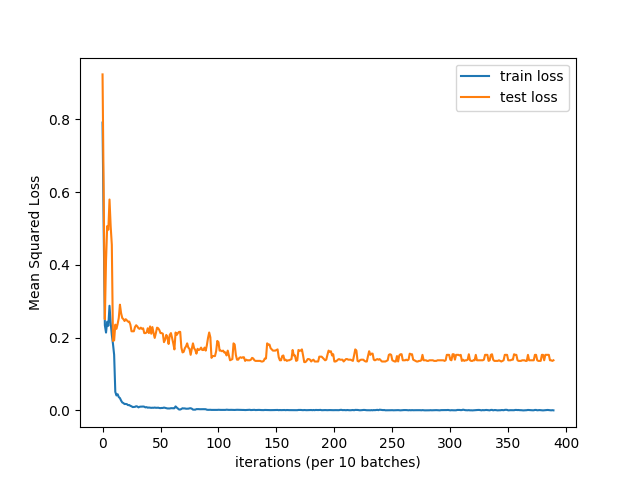 train loss
test loss
Mean Squared Loss
0.8
0.6
0.4
0.2
0.0
0 50 100 150 200 250 300 350 400
iterations (per 10 batches)